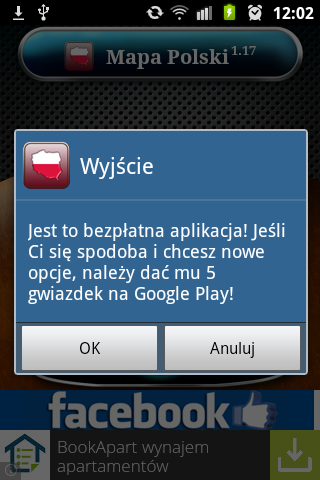 12:02
Mapa Polski 1.17
Wyjście
Jest to bezpłatna aplikacja! Jeśli
Ci się spodoba i chcesz nowe
opcje, należy dać mu 5
gwiazdek na Google Play!
OK
Anuluj
facebook
BookApart wynajem
apartamentów